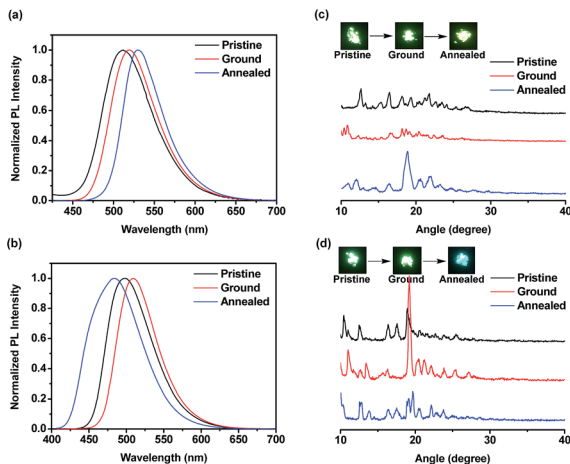 (a)
Normalized PL Intensity
1.0
0.8
0.6
0.4
0.2
0.0
Pristine
Ground
Annealed
450 500 550 600 650 700
Wavelength (nm)
(c)
Pristine Ground Annealed
Pristine
Ground
Annealed
10 20 30 40
Angle (degree)
(b)
Normalized PL Intensity
1.0
0.8
0.6
0.4
0.2
0.0
Pristine
Ground
Annealed
400 450 500 550 600 650 700
Wavelength (nm)
(d)
Pristine Ground Annealed
Pristine
Ground
Annealed
10 20 30 40
Angle (degree)